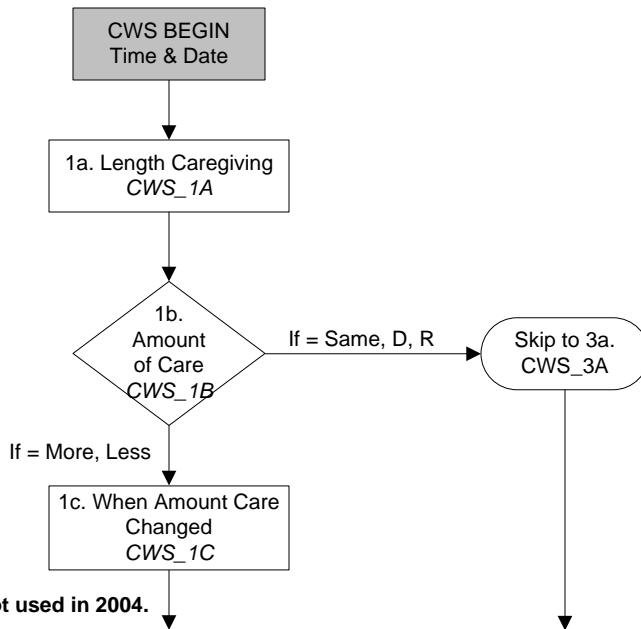 CWS BEGIN
Time & Date
1a. Length Caregiving
CWS_1A
1b.
Amount
of Care
CWS_1B
If = Same, D, R
Skip to 3a.
CWS_3A
If = More, Less
1c. When Amount Care
Changed
CWS_1C
used in 2004.